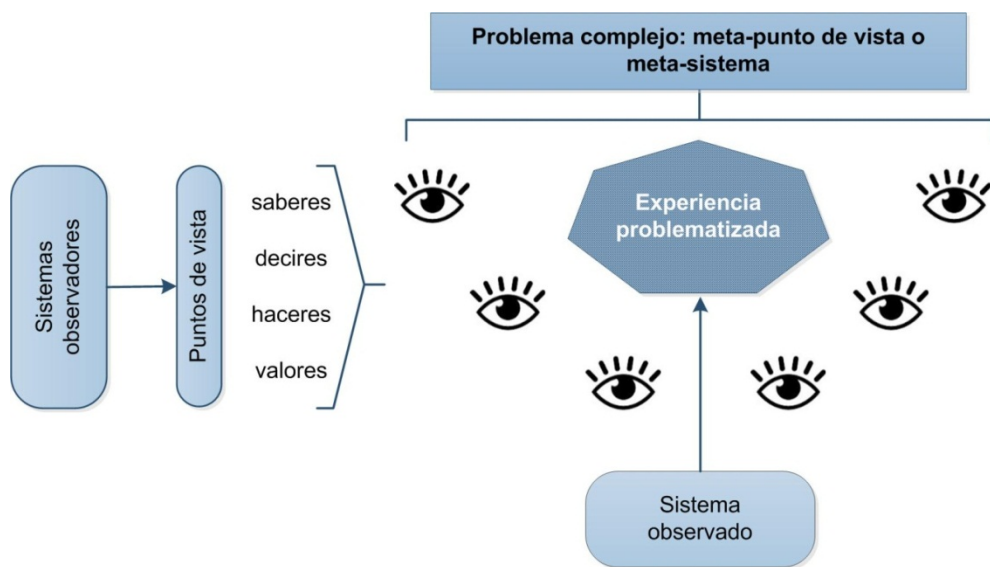 Problema complejo: meta-punto de vista o
meta-sistema
Sistemas
observadores
Puntos de vista
saberes
decires
haceres
valores
Experiencia
problematizada
Sistema
observado